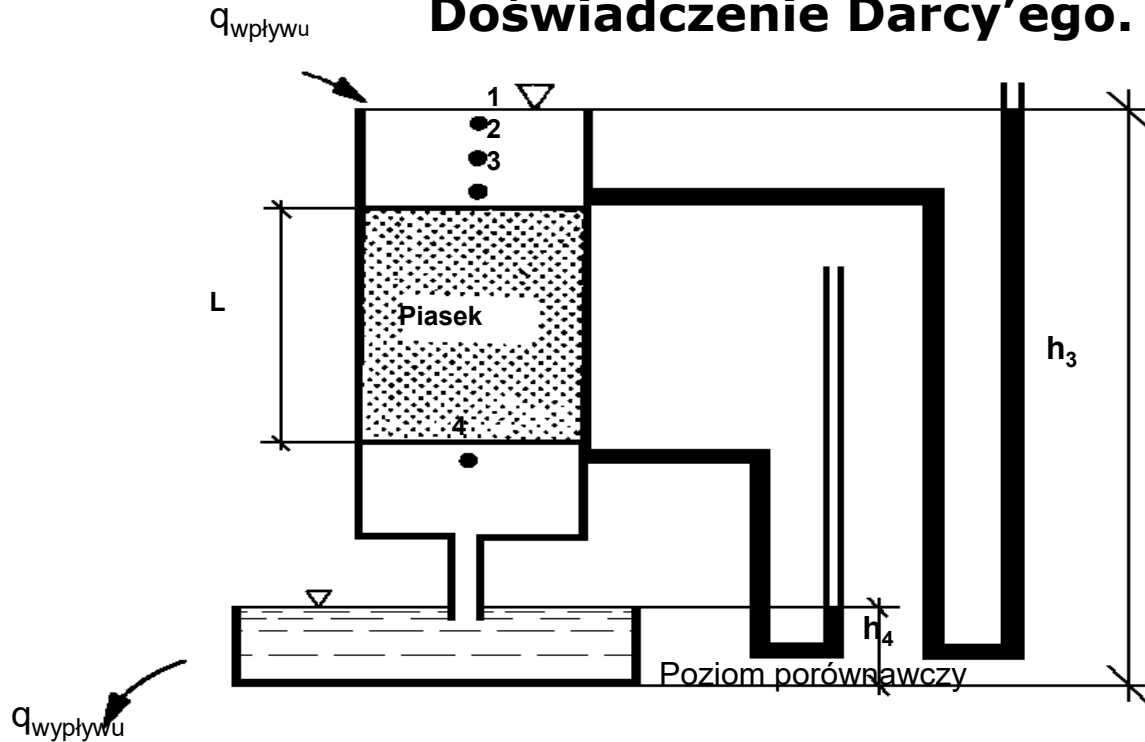 Doświadczenie Darcy’ego.
qwpływu
1
2
3
L
Piasek
h3
4
h4
Poziom porównawczy
qwypływu